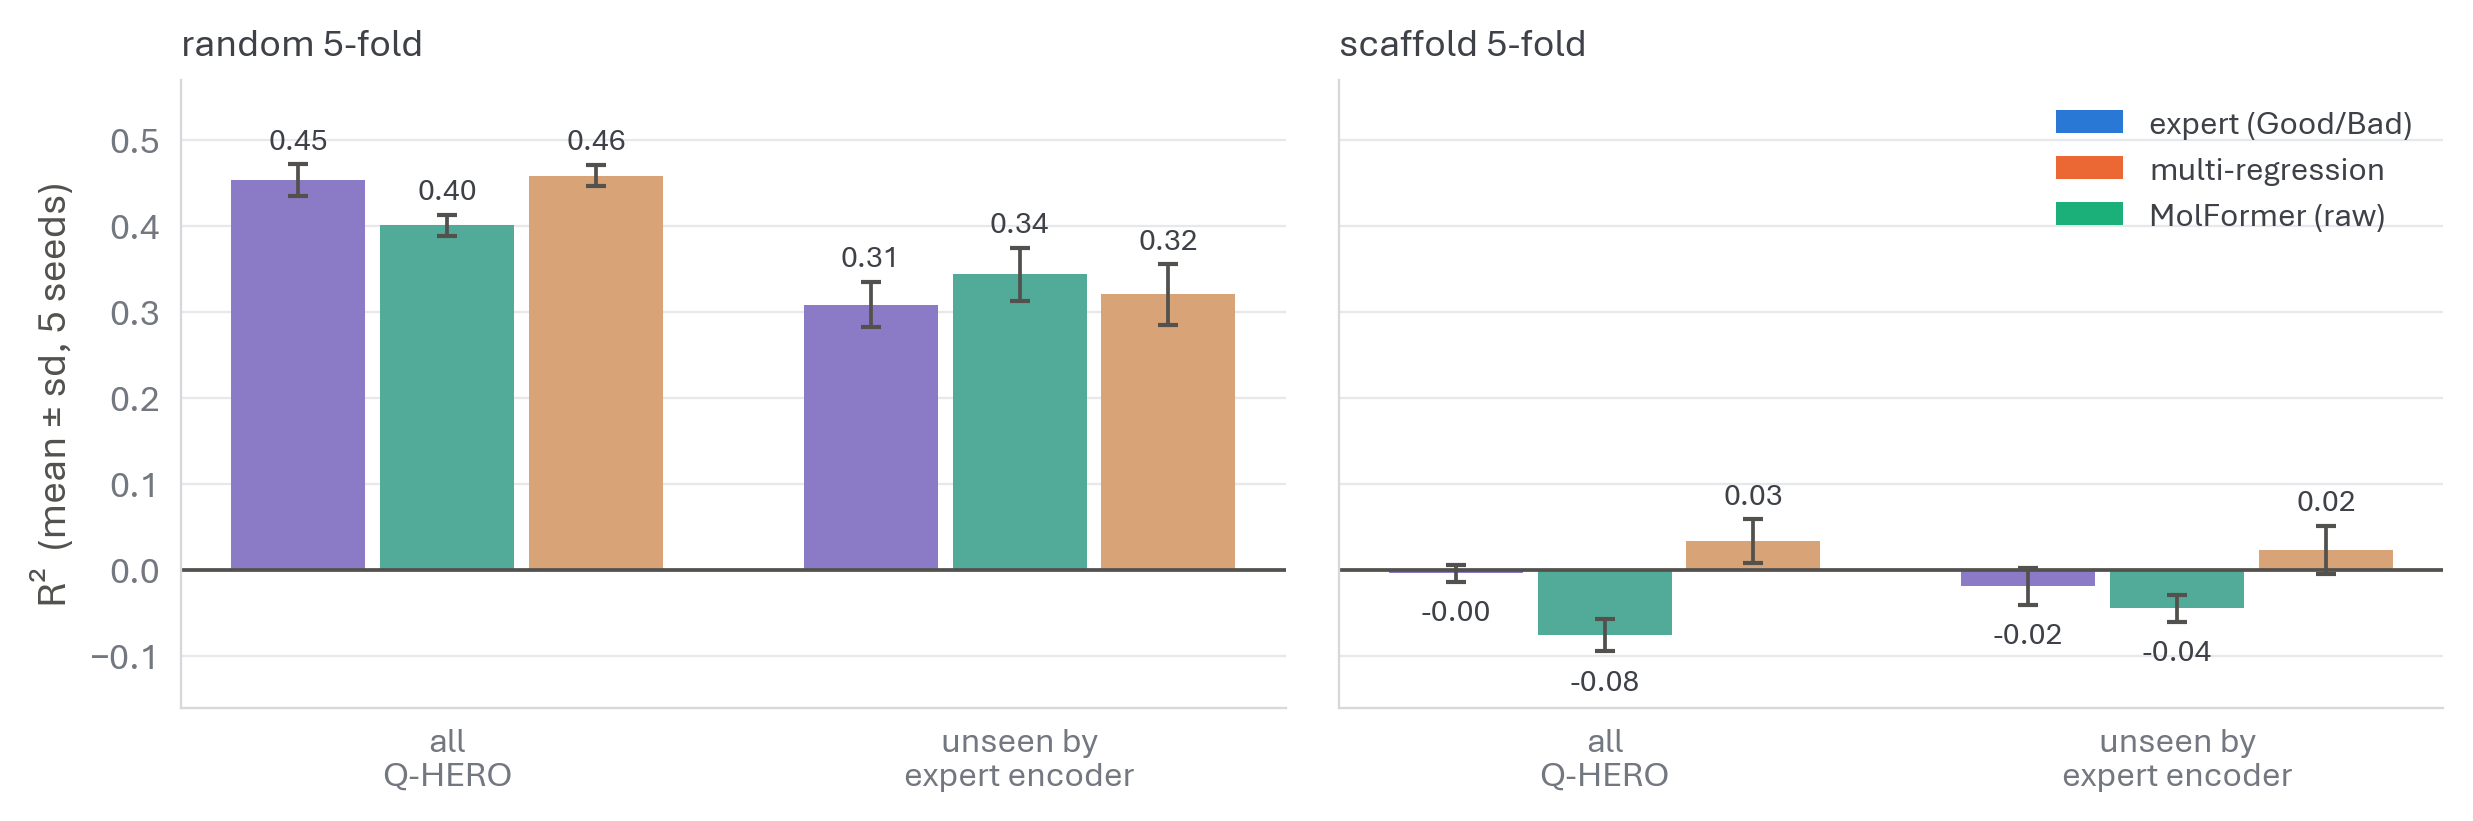 random 5-fold
scaffold 5-fold
R² (mean ± sd, 5 seeds)
0.5
0.4
0.3
0.2
0.1
0.0
−0.1
0.45
0.40
0.46
0.31
0.34
0.32
all
Q-HERO
unseen by
expert encoder
expert (Good/Bad)
multi-regression
MolFormer (raw)
-0.00
-0.08
0.03
-0.02
-0.04
0.02
all
Q-HERO
unseen by
expert encoder